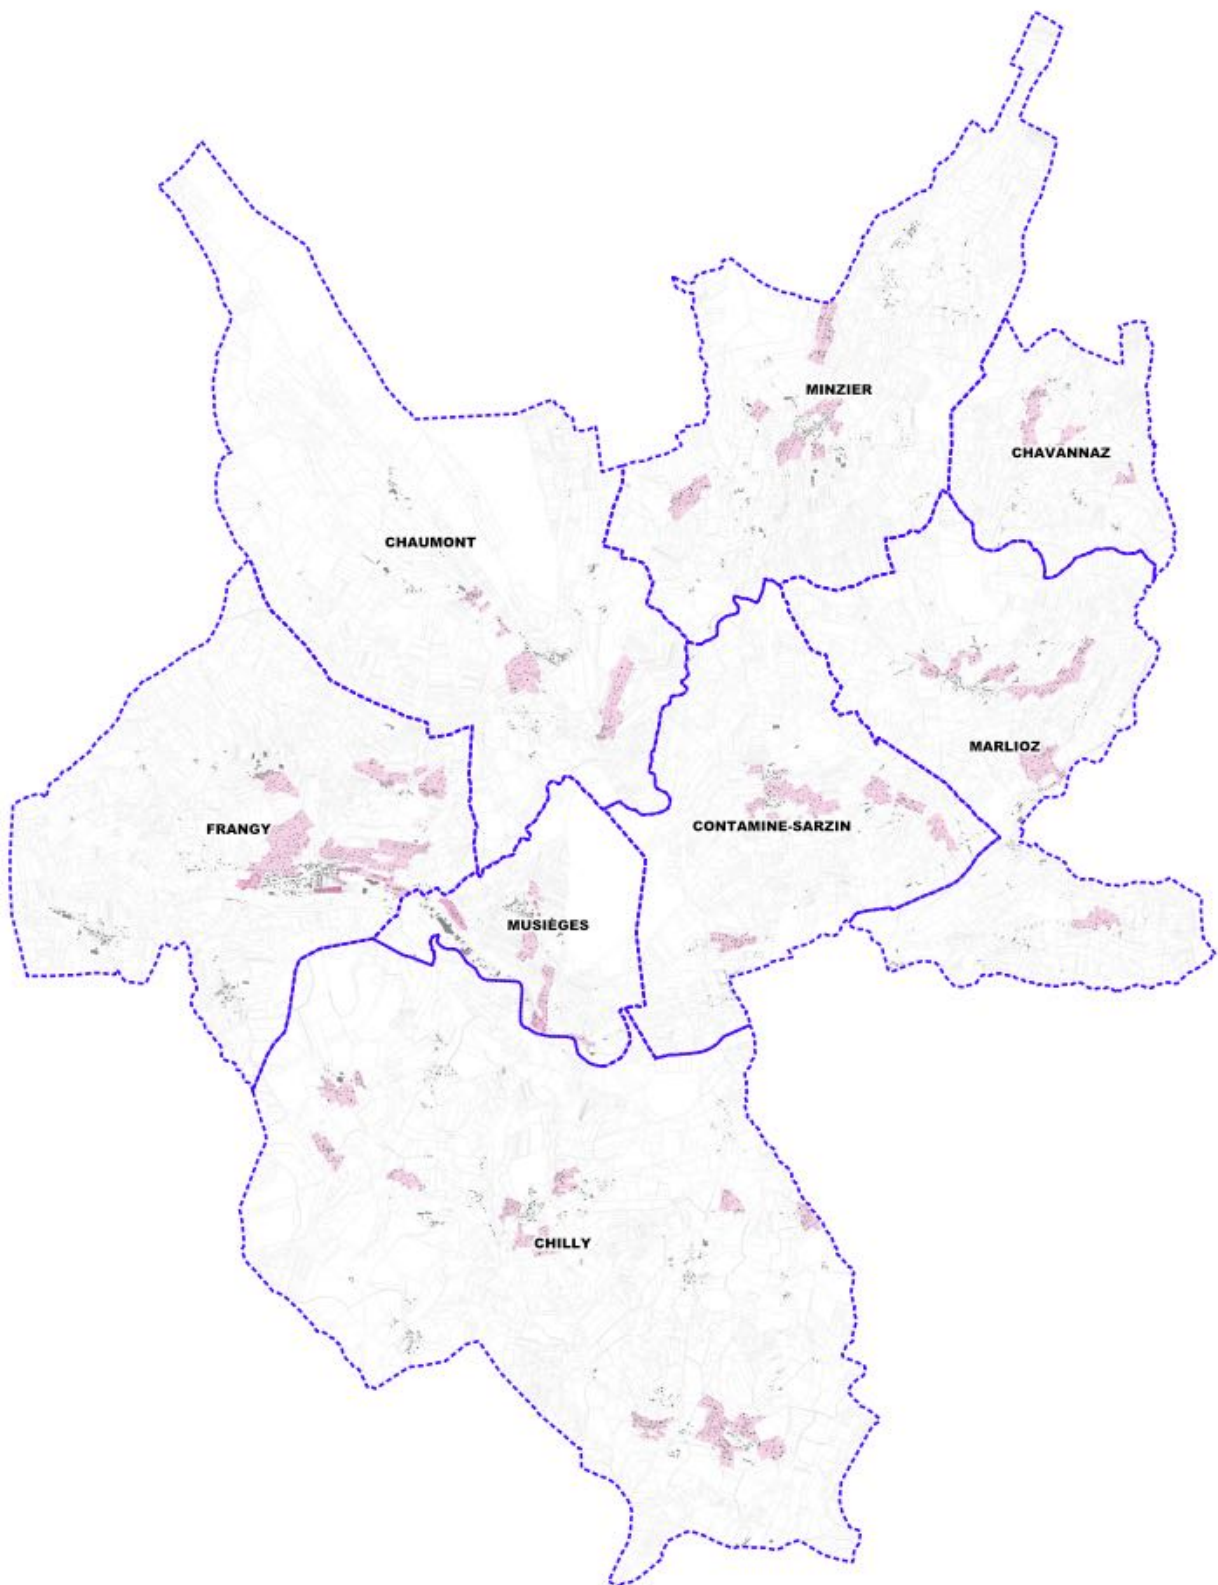 MINZIER
CHAVANNAZ
CHAUMONT
MARLIOZ
CONTAMINE-SARZIN
FRANGY
MUSIÈGES
CHILLY